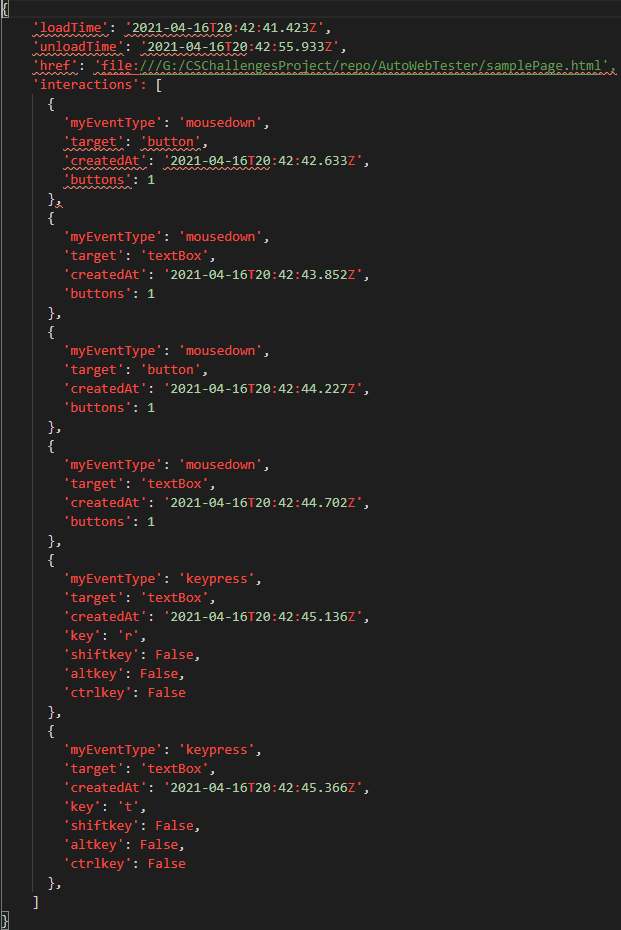 {
'loadTime': '2021-04-16T20:42:41.423Z',
'unloadTime': '2021-04-16T20:42:55.933Z',
'href': 'file:///G:/CSChallengesProject/repo/AutoWebTester/samplePage.html',
'interactions': [
{
'myEventType': 'mousedown',
'target': 'button',
'createdAt': '2021-04-16T20:42:42.633Z',
'buttons': 1
},
{
'myEventType': 'mousedown',
'target': 'textBox',
'createdAt': '2021-04-16T20:42:43.852Z',
'buttons': 1
},
{
'myEventType': 'mousedown',
'target': 'button',
'createdAt': '2021-04-16T20:42:44.227Z',
'buttons': 1
},
{
'myEventType': 'mousedown',
'target': 'textBox',
'createdAt': '2021-04-16T20:42:44.702Z',
'buttons': 1
},
{
'myEventType': 'keypress',
'target': 'textBox',
'createdAt': '2021-04-16T20:42:45.136Z',
'key': 'r',
'shiftkey': False,
'altkey': False,
'ctrlkey': False
},
{
'myEventType': 'keypress',
'target': 'textBox',
'createdAt': '2021-04-16T20:42:45.366Z',
'key': 't',
'shiftkey': False,
'altkey': False,
'ctrlkey': False
},
]
}